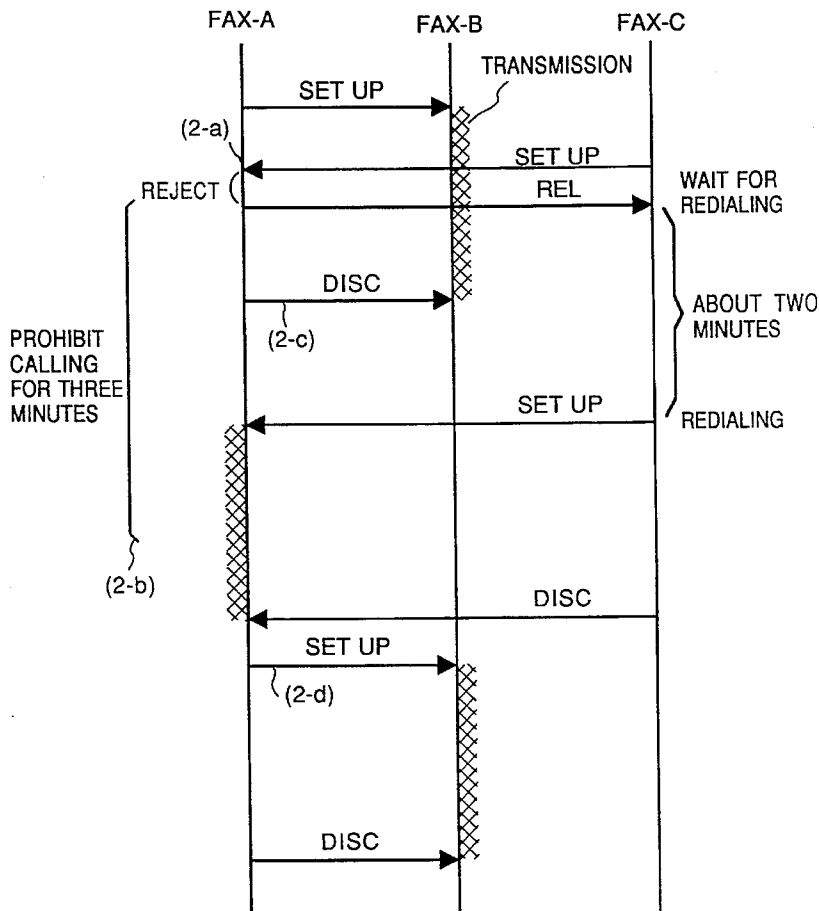 FAX-A
FAX-B
FAX-C
TRANSMISSION
SET UP
(2-a)
SET UP
REJECT
REL
WAIT FOR
REDIALING
DISC
(2-c)
ABOUT TWO
MINUTES
PROHIBIT
CALLING
FOR THREE
MINUTES
SET UP
REDIALING
(2-b)
DISC
SET UP
(2-d)
DISC